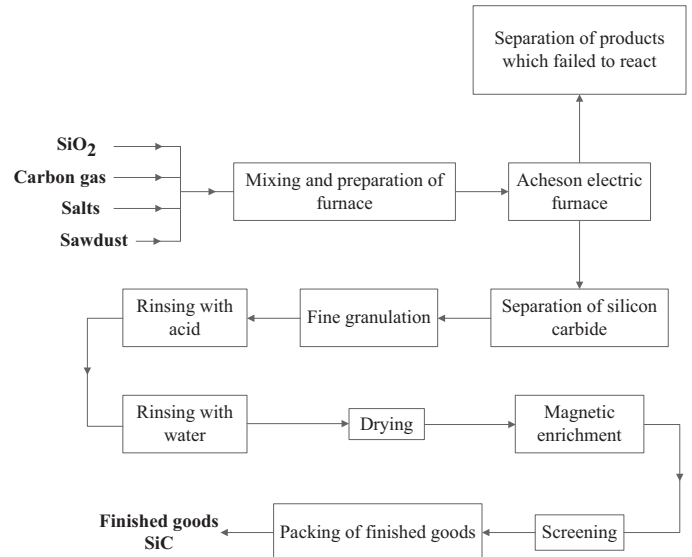 Separation of products
which failed to react
SiO2
Carbon gas
Salts
Sawdust
Mixing and preparation of
furnace
Acheson electric
furnace
Rinsing with
acid
Fine granulation
Separation of silicon
carbide
Rinsing with
water
Drying
Magnetic
enrichment
Finished goods
SiC
Packing of finished goods
Screening